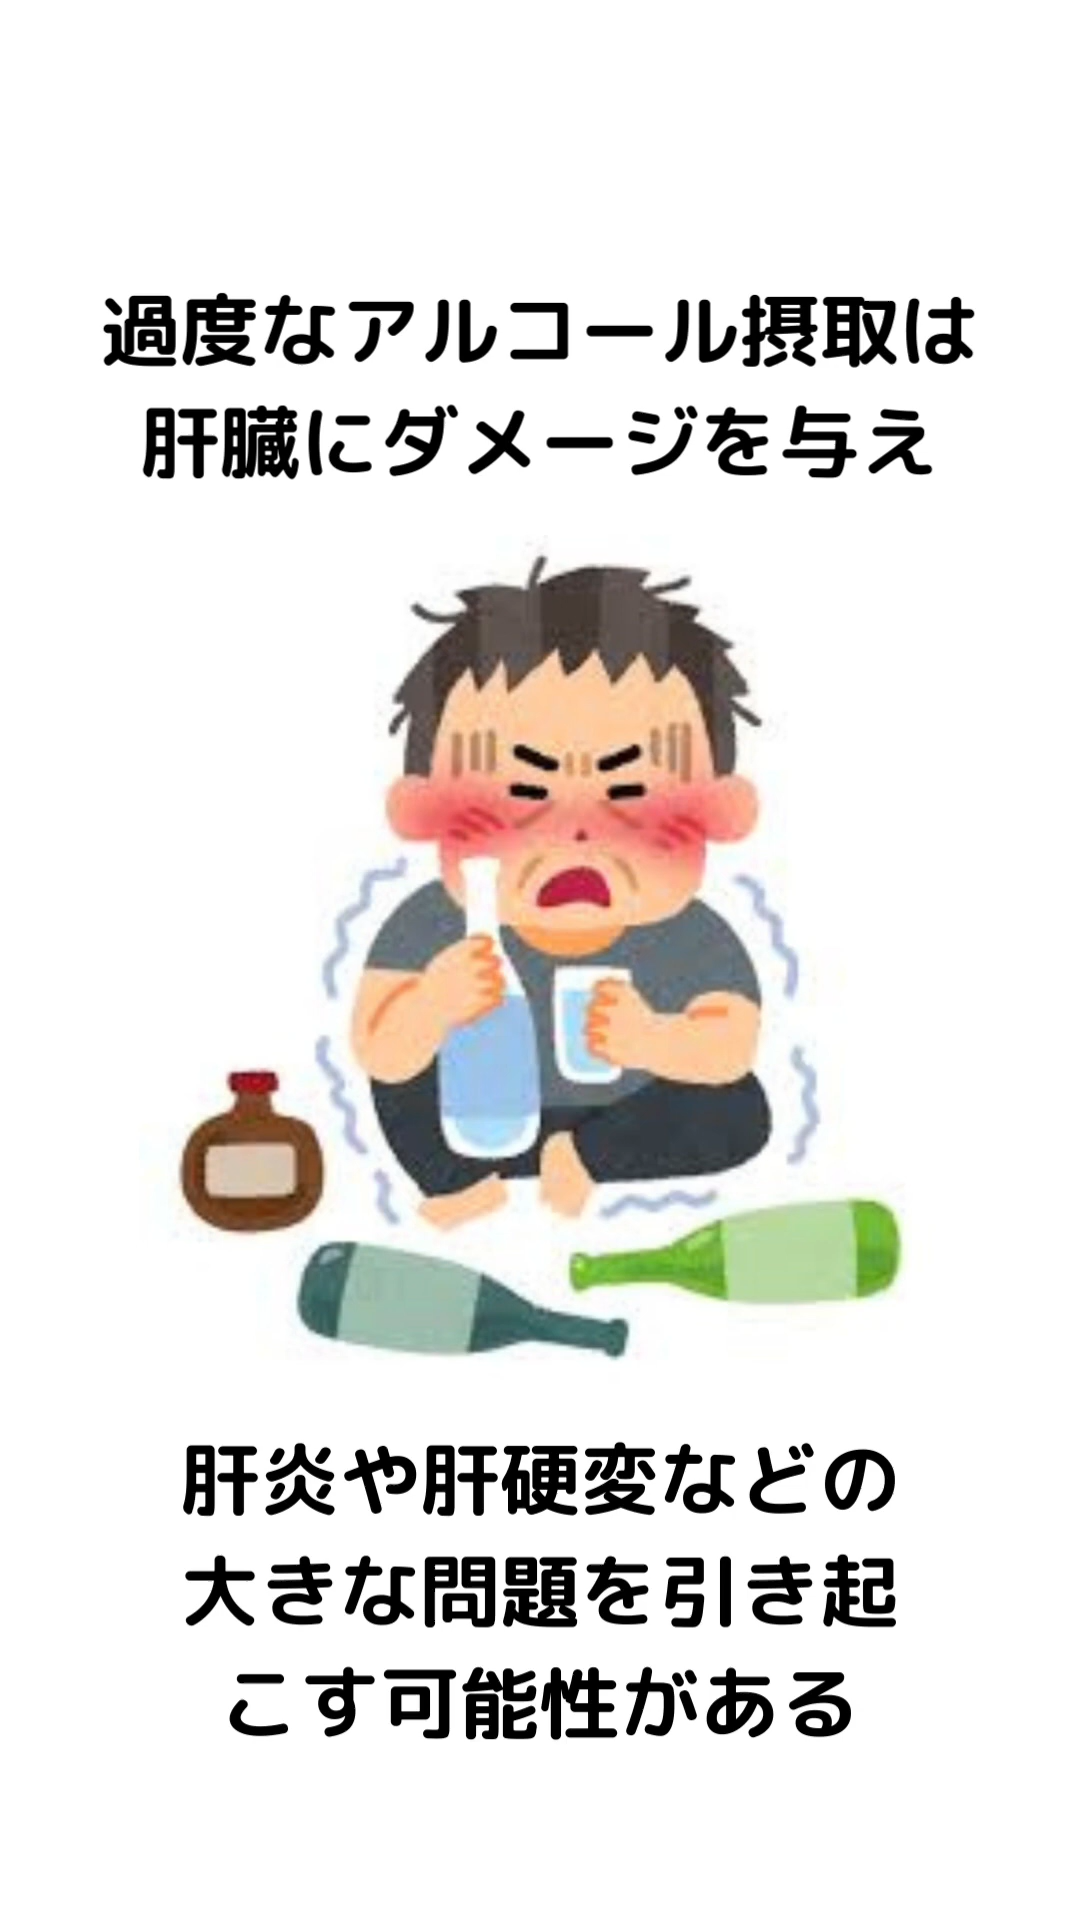 過度なアルコール摂取は
肝臓にダメージを与え
肝炎や肝硬変などの
大きな問題を引き起
こす可能性がある